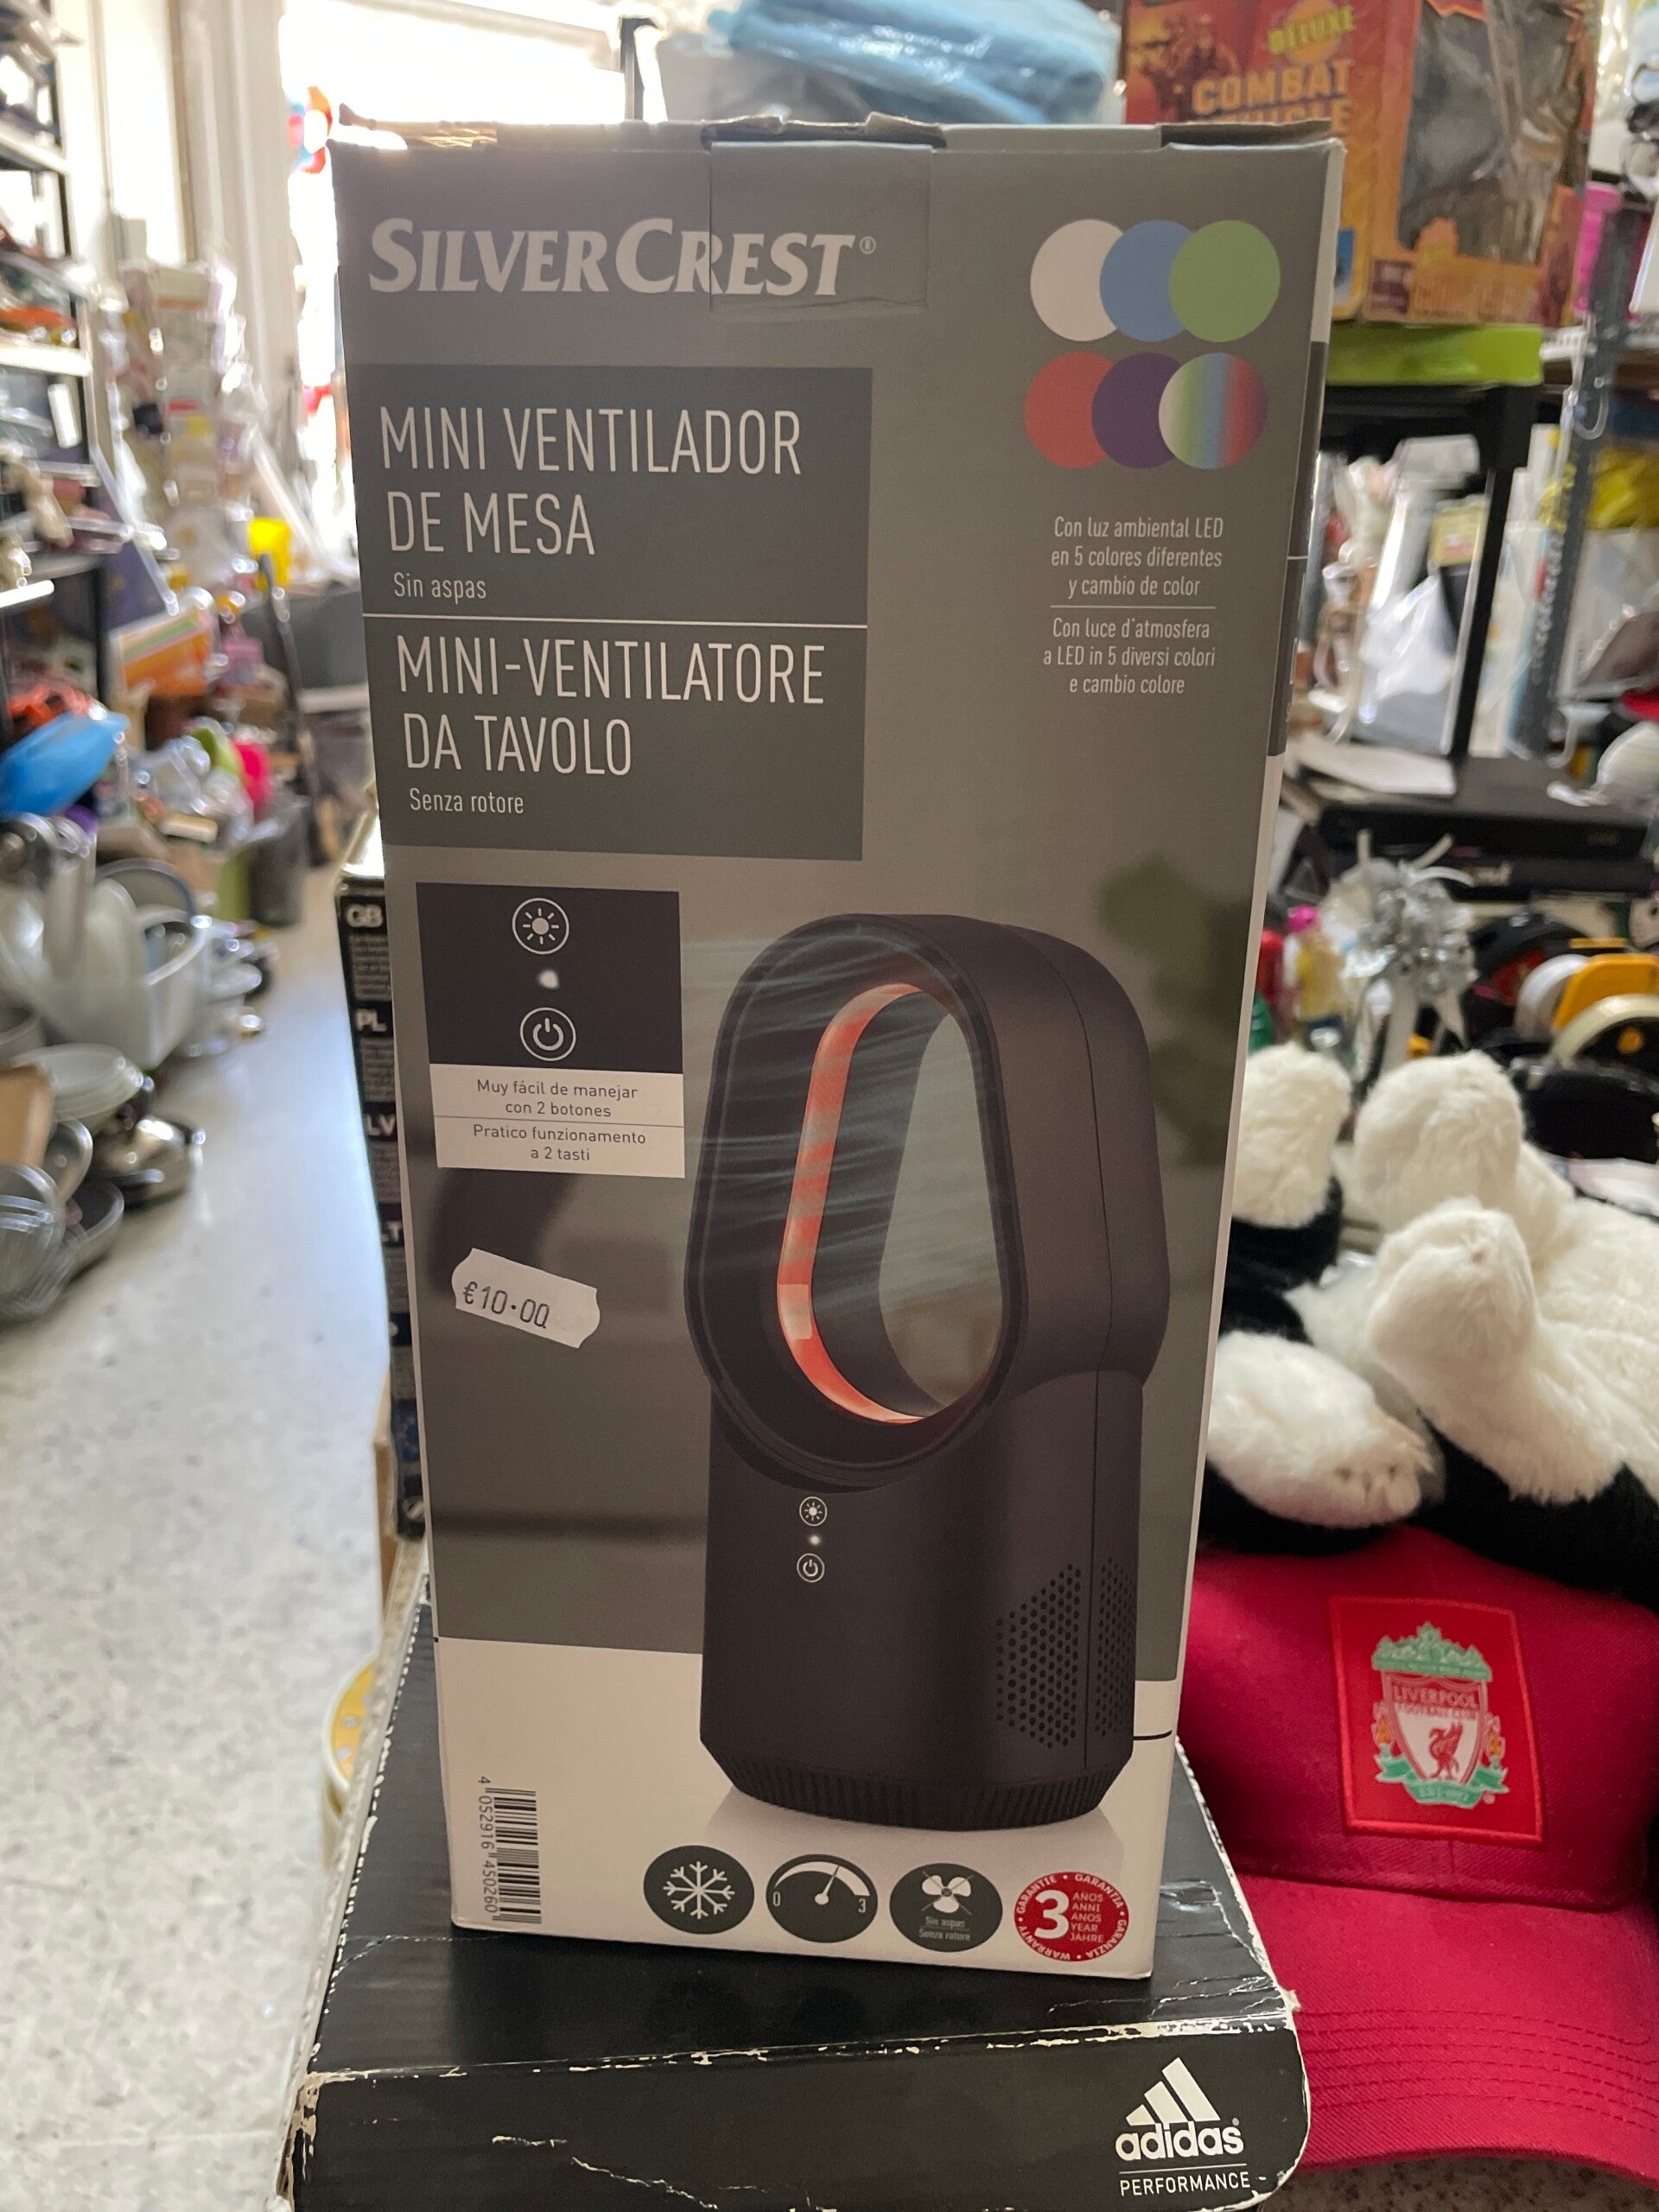 DELUXE
COMBAT
SILVERCREST®
MINI VENTILADOR
DE MESA
Sin aspas
MINI-VENTILATORE
DA TAVOLO
Senza rotore
Con luz ambiental LED
en 5 colores diferentes
y cambio de color
Con luce d'atmosfera
a LED in 5 diversi colori
e cambio colore
GB
PL
LV
LT
Muy fácil de manejar
con 2 botones
Pratico funzionamento
a 2 tasti
€10.00
4 052916 450260
0 3
Sin aspas
Senza rotore
GARANTIE • GARANTÍA • GARANZIA • WARRANTY •
3
AÑOS
ANNI
ANOS
YEAR
JAHRE
LIVERPOOL
FOOTBALL CLUB
EST·1892
adidas®
PERFORMANCE